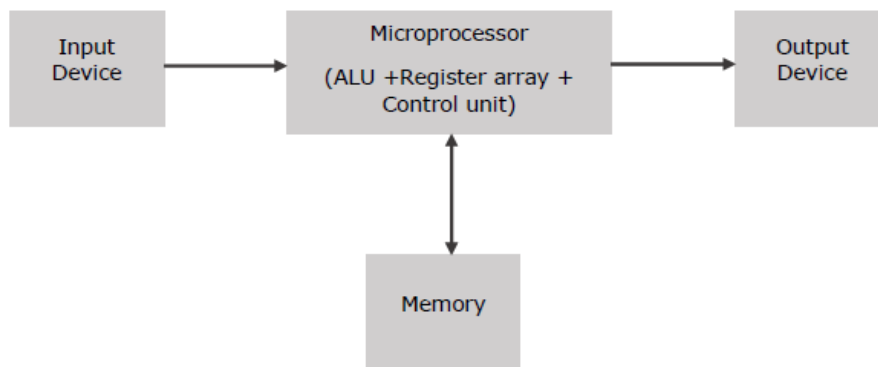 Input
Device
Microprocessor
(ALU +Register array +
Control unit)
Output
Device
Memory